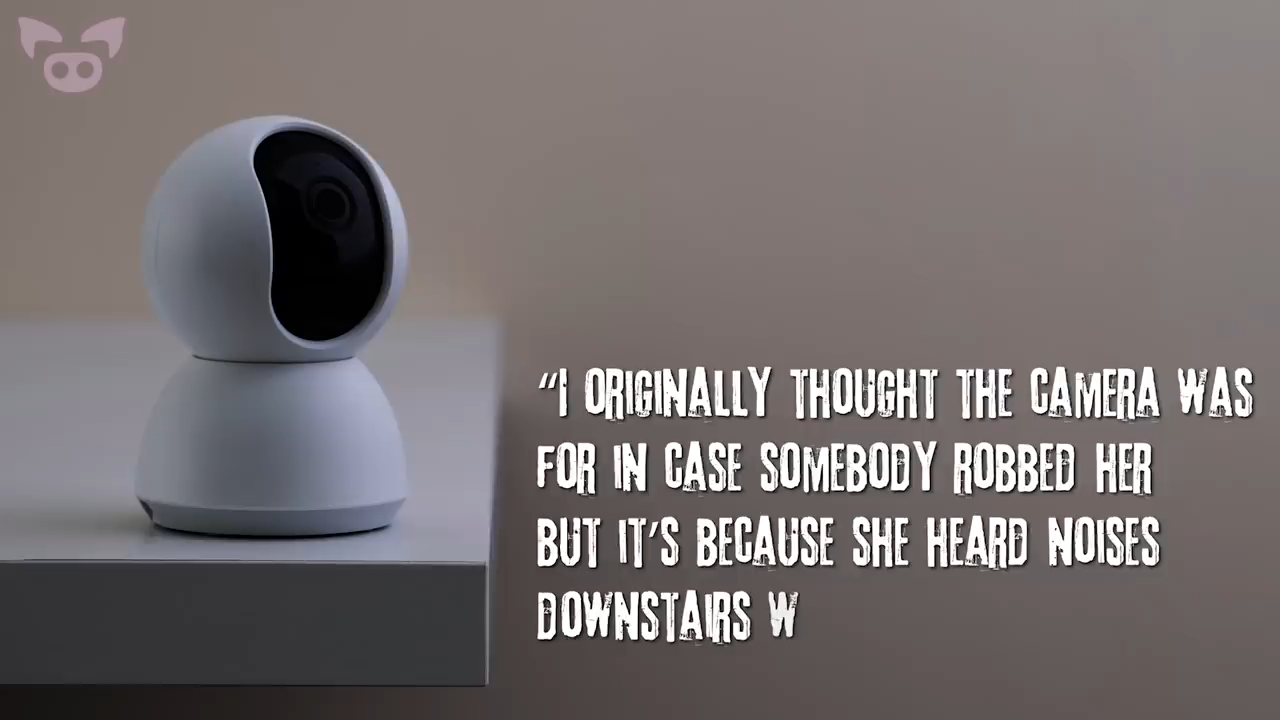 “I ORIGINALLY THOUGHT THE CAMERA WAS
FOR IN CASE SOMEBODY ROBBED HER
BUT IT'S BECAUSE SHE HEARD NOISES
DOWNSTAIRS W